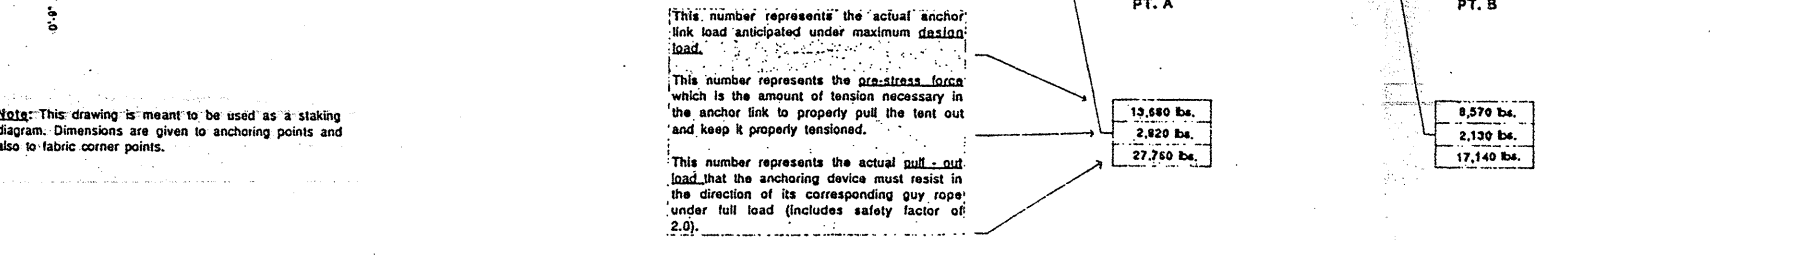 6'-0"
Note: This drawing is meant to be used as a staking
diagram. Dimensions are given to anchoring points and
also to fabric corner points.
This number represents the actual anchor
link load anticipated under maximum design
load.
This number represents the pre-stress force
which is the amount of tension necessary in
the anchor link to properly pull the tent out
and keep it properly tensioned.
This number represents the actual pull - out
load that the anchoring device must resist in
the direction of its corresponding guy rope
under full load (includes safety factor of
2.0).
PT. A
13,680 lbs.
2,820 lbs.
27,760 lbs.
PT. B
8,570 lbs.
2,130 lbs.
17,140 lbs.